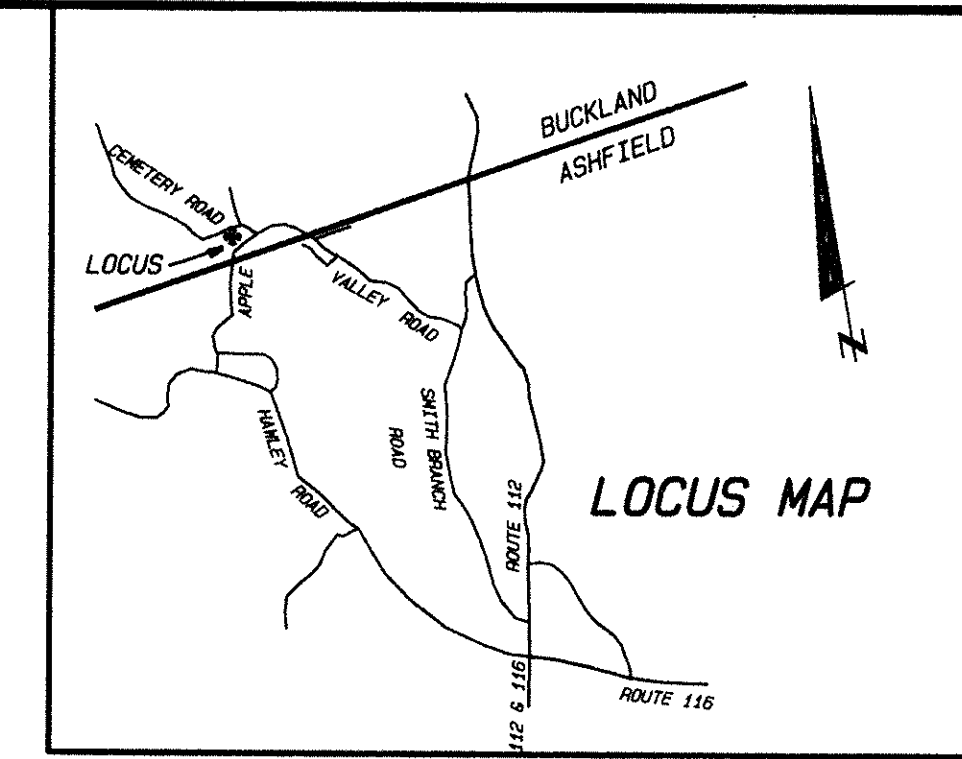 BUCKLAND
ASHFIELD
CEMETERY ROAD
LOCUS
APPLE
VALLEY ROAD
HAWLEY
ROAD
SMITH BRANCH
ROAD
ROUTE 112
LOCUS MAP
N
112 & 116
ROUTE 116